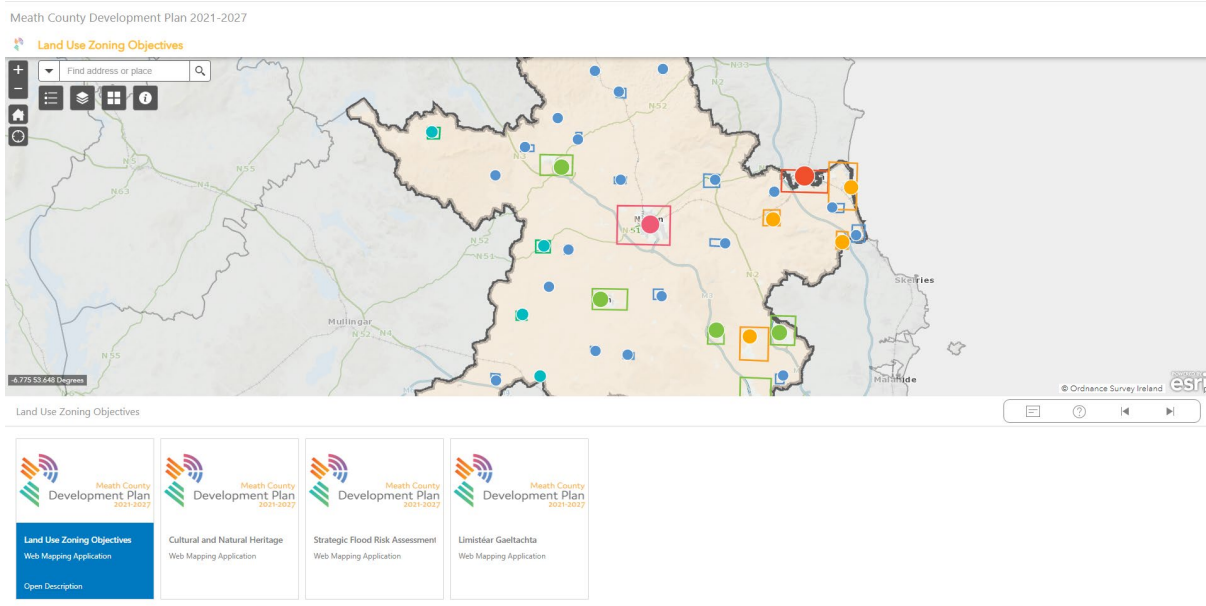 Meath County Development Plan 2021-2027
Land Use Zoning Objectives
Find address or place
N33
N2
N52
N3
N5
N55
N4
N63
N51
N52
N51
N2
M3
Skerries
Mullingar
N52 N4
N55
Malahide
-6.775 53.648 Degrees
© Ordnance Survey Ireland
esri
Land Use Zoning Objectives
Meath County
Development Plan
2021-2027
Meath County
Development Plan
2021-2027
Meath County
Development Plan
2021-2027
Meath County
Development Plan
2021-2027
Land Use Zoning Objectives
Web Mapping Application
Open Description
Cultural and Natural Heritage
Web Mapping Application
Strategic Flood Risk Assessment
Web Mapping Application
Limistéar Gaeltachta
Web Mapping Application